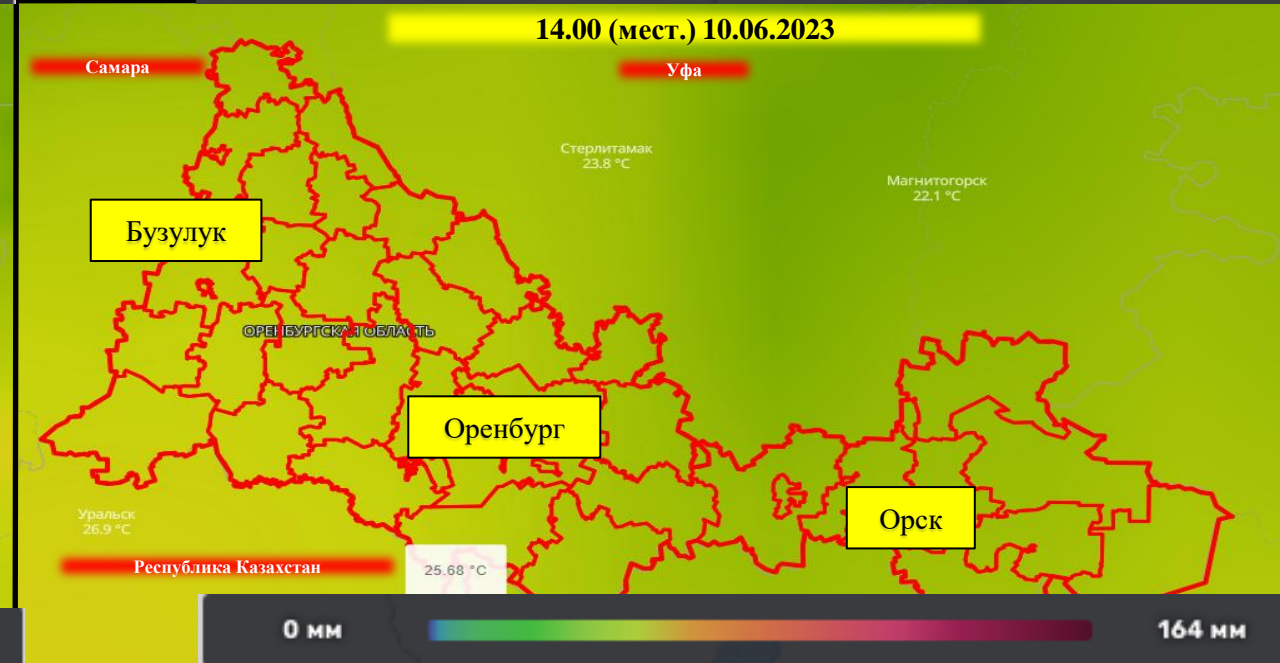 14.00 (мест.) 10.06.2023
Самара
Уфа
Стерлитамак
23.8 °C
Магнитогорск
22.1 °C
Бузулук
ОРЕНБУРГСКАЯ ОБЛАСТЬ
Оренбург
Орск
Уральск
26.9 °C
Республика Казахстан
25.68 °C
0 мм
164 мм